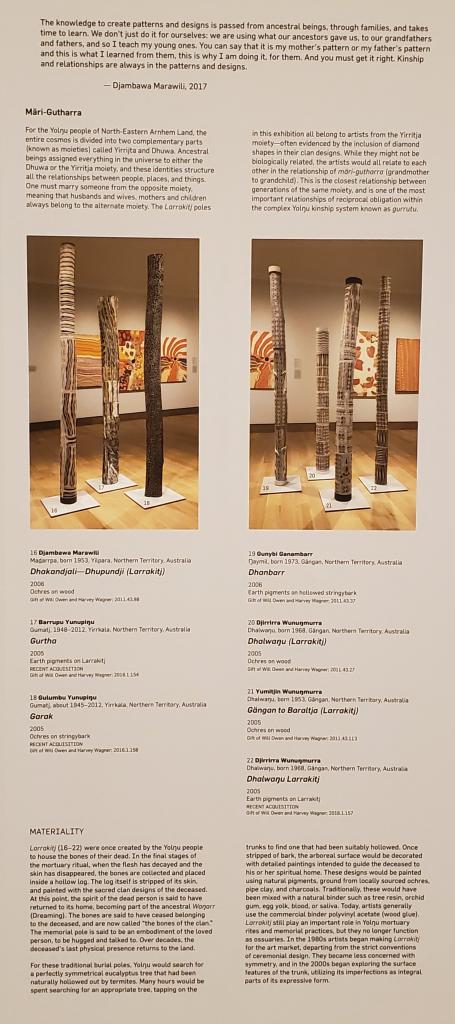 The knowledge to create patterns and designs is passed from ancestral beings, through families, and takes
time to learn. We don't just do it for ourselves: we are using what our ancestors gave us, to our grandfathers
and fathers, and so I teach my young ones. You can say that it is my mother's pattern or my father's pattern
and this is what I learned from them, this is why I am doing it, for them. And you must get it right. Kinship
and relationships are always in the patterns and designs.
— Djambawa Marawili, 2017
Märi-Gutharra
For the Yolŋu people of North-Eastern Arnhem Land, the
entire cosmos is divided into two complementary parts
(known as moieties) called Yirritja and Dhuwa. Ancestral
beings assigned everything in the universe to either the
Dhuwa or the Yirritja moiety, and these identities structure
all the relationships between people, places, and things.
One must marry someone from the opposite moiety,
meaning that husbands and wives, mothers and children
always belong to the alternate moiety. The Larrakitj poles
in this exhibition all belong to artists from the Yirritja
moiety—often evidenced by the inclusion of diamond
shapes in their clan designs. While they might not be
biologically related, the artists would all relate to each
other in the relationship of märi-gutharra (grandmother
to grandchild). This is the closest relationship between
generations of the same moiety, and is one of the most
important relationships of reciprocal obligation within
the complex Yolŋu kinship system known as gurrutu.
16
17
18
19
20
21
22
16 Djambawa Marawili
Maḏarrpa, born 1953, Yilpara, Northern Territory, Australia
Dhakandjali—Dhupundji (Larrakitj)
2006
Ochres on wood
Gift of Will Owen and Harvey Wagner; 2011.43.88
17 Barrupu Yunupiŋu
Gumatj, 1948–2012, Yirrkala, Northern Territory, Australia
Gurtha
2005
Earth pigments on Larrakitj
RECENT ACQUISITION
Gift of Will Owen and Harvey Wagner; 2016.1.154
18 Gulumbu Yunupiŋu
Gumatj, about 1945–2012, Yirrkala, Northern Territory, Australia
Garak
2005
Ochres on stringybark
RECENT ACQUISITION
Gift of Will Owen and Harvey Wagner; 2016.1.158
19 Gunybi Ganambarr
Ŋaymil, born 1973, Gängan, Northern Territory, Australia
Dhanbarr
2006
Earth pigments on hollowed stringybark
Gift of Will Owen and Harvey Wagner; 2011.43.37
20 Djirrirra Wunuŋmurra
Dhalwaŋu, born 1968, Gängan, Northern Territory, Australia
Dhalwaŋu (Larrakitj)
2005
Ochres on wood
Gift of Will Owen and Harvey Wagner; 2011.43.27
21 Yumitjin Wunuŋmurra
Dhalwaŋu, born 1953, Gängan, Northern Territory, Australia
Gängan to Baraltja (Larrakitj)
2005
Ochres on wood
Gift of Will Owen and Harvey Wagner; 2011.43.113
22 Djirrirra Wunuŋmurra
Dhalwaŋu, born 1968, Gängan, Northern Territory, Australia
Dhalwaŋu Larrakitj
2005
Earth pigments on Larrakitj
RECENT ACQUISITION
Gift of Will Owen and Harvey Wagner; 2016.1.157
MATERIALITY
Larrakitj (16–22) were once created by the Yolŋu people
to house the bones of their dead. In the final stages of
the mortuary ritual, when the flesh has decayed and the
skin has disappeared, the bones are collected and placed
inside a hollow log. The log itself is stripped of its skin,
and painted with the sacred clan designs of the deceased.
At this point, the spirit of the dead person is said to have
returned to its home, becoming part of the ancestral Waŋarr
(Dreaming). The bones are said to have ceased belonging
to the deceased, and are now called "the bones of the clan."
The memorial pole is said to be an embodiment of the loved
person, to be hugged and talked to. Over decades, the
deceased's last physical presence returns to the land.
For these traditional burial poles, Yolŋu would search for
a perfectly symmetrical eucalyptus tree that had been
naturally hollowed out by termites. Many hours would be
spent searching for an appropriate tree, tapping on the
trunks to find one that had been suitably hollowed. Once
stripped of bark, the arboreal surface would be decorated
with detailed paintings intended to guide the deceased to
his or her spiritual home. These designs would be painted
using natural pigments, ground from locally sourced ochres,
pipe clay, and charcoals. Traditionally, these would have
been mixed with a natural binder such as tree resin, orchid
gum, egg yolk, blood, or saliva. Today, artists generally
use the commercial binder polyvinyl acetate (wood glue).
Larrakitj still play an important role in Yolŋu mortuary
rites and memorial practices, but they no longer function
as ossuaries. In the 1980s artists began making Larrakitj
for the art market, departing from the strict conventions
of ceremonial design. They became less concerned with
symmetry, and in the 2000s began exploring the surface
features of the trunk, utilizing its imperfections as integral
parts of its expressive form.